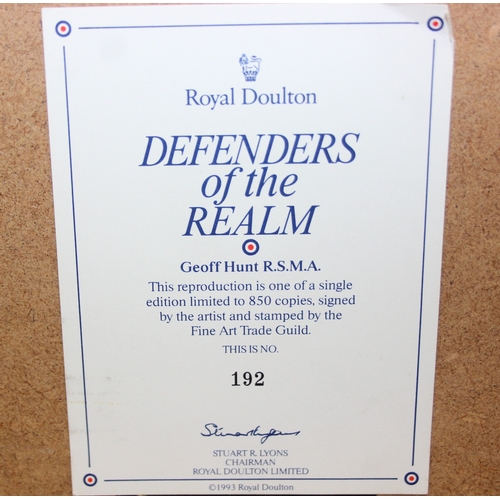 Royal Doulton
DEFENDERS
of the
REALM
Geoff Hunt R.S.M.A.
This reproduction is one of a single
edition limited to 850 copies, signed
by the artist and stamped by the
Fine Art Trade Guild.
THIS IS NO.
192
STUART R. LYONS
CHAIRMAN
ROYAL DOULTON LIMITED
©1993 Royal Doulton